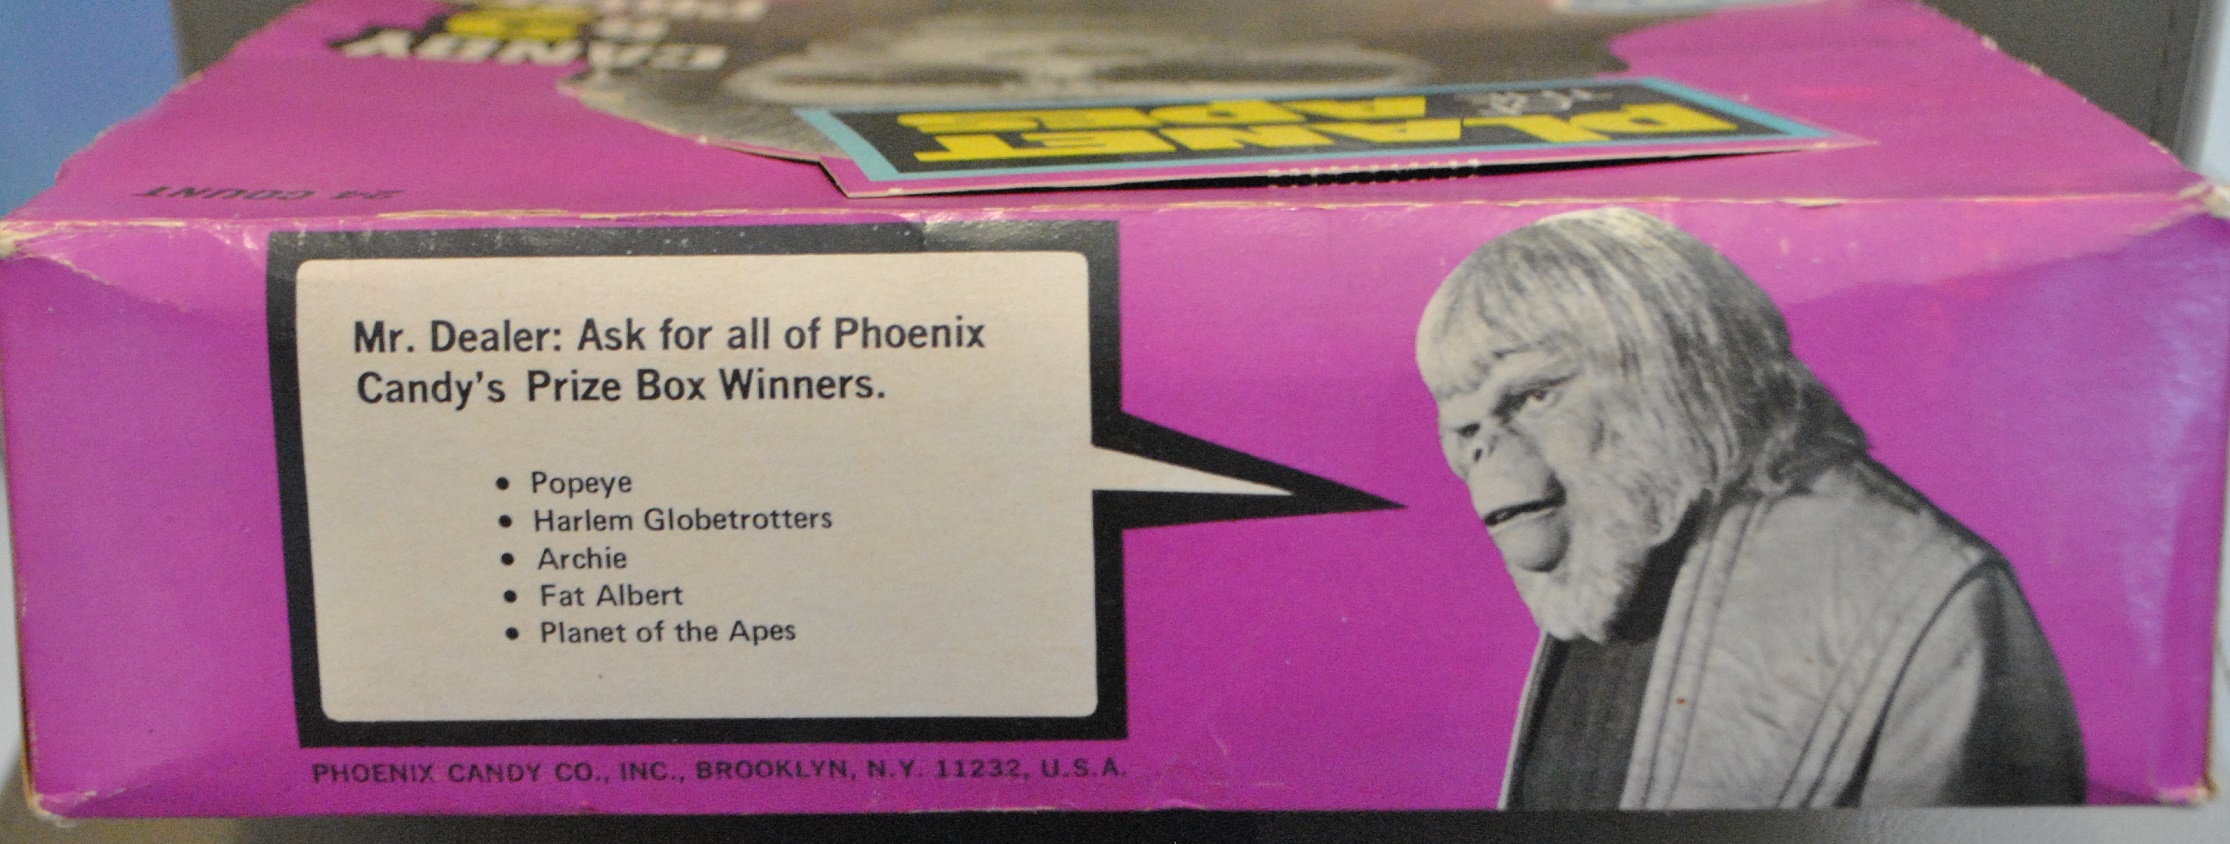 CANDY
PLANET
APES
24 COUNT
Mr. Dealer: Ask for all of Phoenix
Candy's Prize Box Winners.
• Popeye
• Harlem Globetrotters
• Archie
• Fat Albert
• Planet of the Apes
PHOENIX CANDY CO., INC., BROOKLYN, N.Y. 11232, U.S.A.